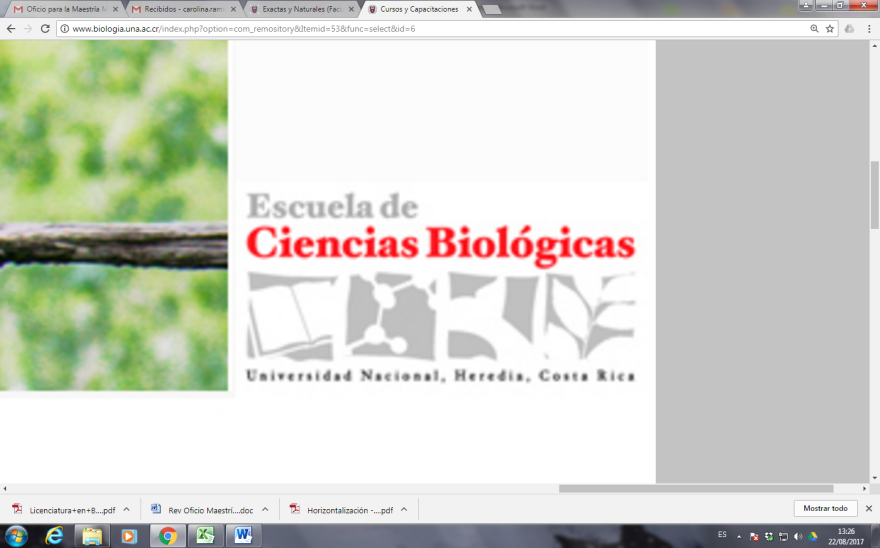 Oficio para la Maestría M
Recibidos - carolina.ram
Exactas y Naturales (Fac
Cursos y Capacitaciones
www.biologia.una.ac.cr/index.php?option=com_remository&Itemid=53&func=select&id=6
Escuela de
Ciencias Biológicas
Universidad Nacional, Heredia, Costa Rica
Licenciatura+en+B....pdf
Rev Oficio Maestrí....doc
Horizontalización -....pdf
Mostrar todo
ES
13:26
22/08/2017